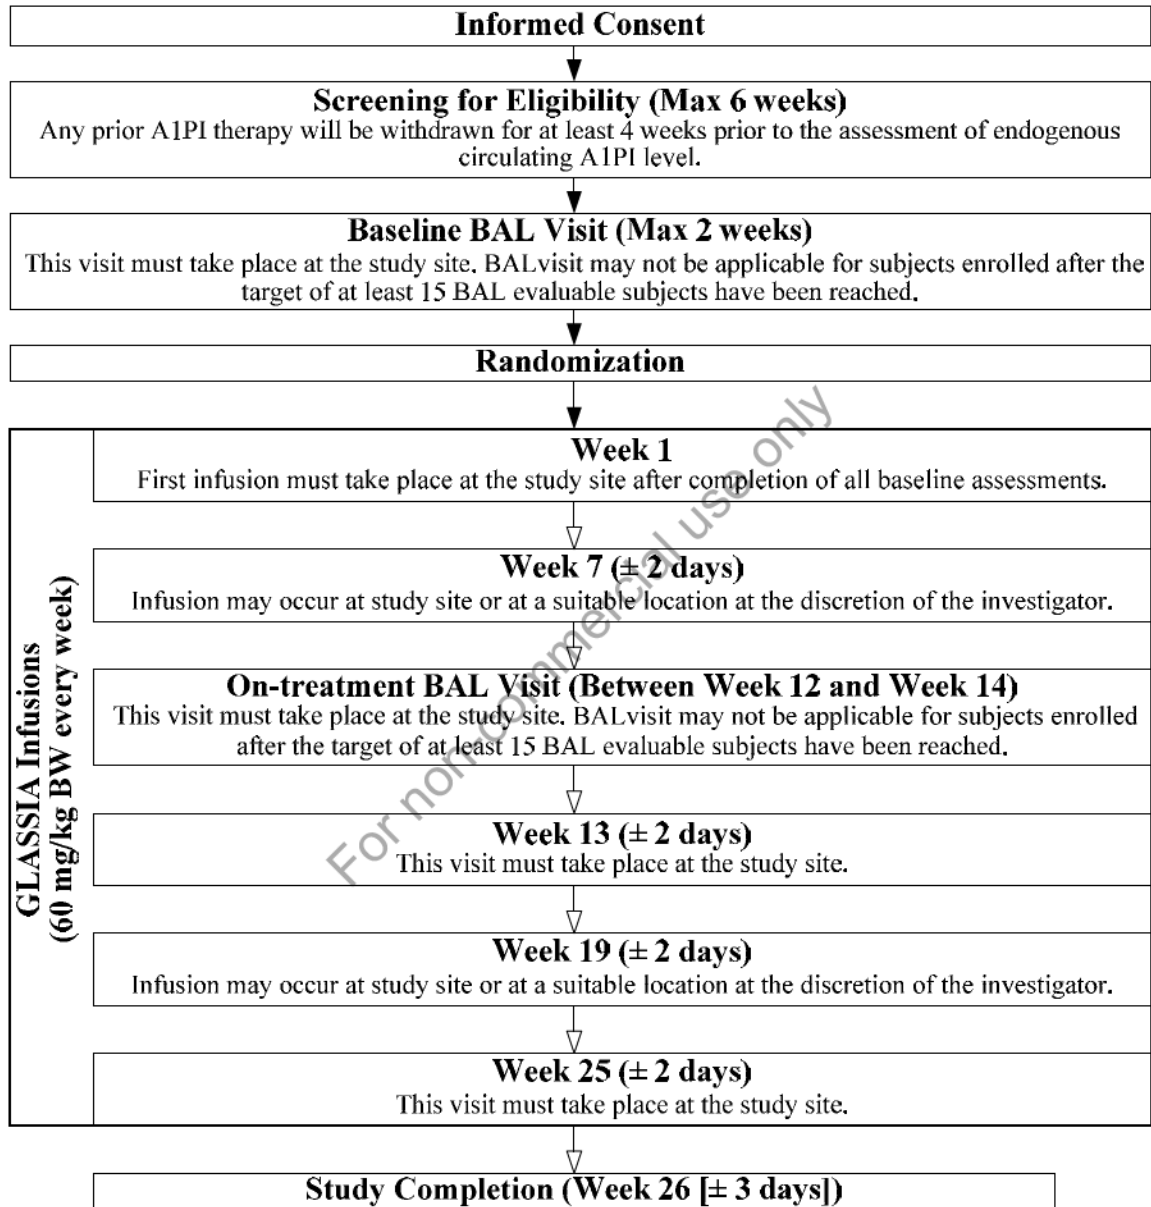 Informed Consent
Screening for Eligibility (Max 6 weeks)
Any prior A1PI therapy will be withdrawn for at least 4 weeks prior to the assessment of endogenous
circulating A1PI level.
Baseline BAL Visit (Max 2 weeks)
This visit must take place at the study site. BALvisit may not be applicable for subjects enrolled after the
target of at least 15 BAL evaluable subjects have been reached.
Randomization
GLASSIA Infusions
(60 mg/kg BW every week)
Week 1
First infusion must take place at the study site after completion of all baseline assessments.
Week 7 (± 2 days)
Infusion may occur at study site or at a suitable location at the discretion of the investigator.
On-treatment BAL Visit (Between Week 12 and Week 14)
This visit must take place at the study site. BALvisit may not be applicable for subjects enrolled
after the target of at least 15 BAL evaluable subjects have been reached.
Week 13 (± 2 days)
This visit must take place at the study site.
Week 19 (± 2 days)
Infusion may occur at study site or at a suitable location at the discretion of the investigator.
Week 25 (± 2 days)
This visit must take place at the study site.
Study Completion (Week 26 [± 3 days])
For non-commercial use only